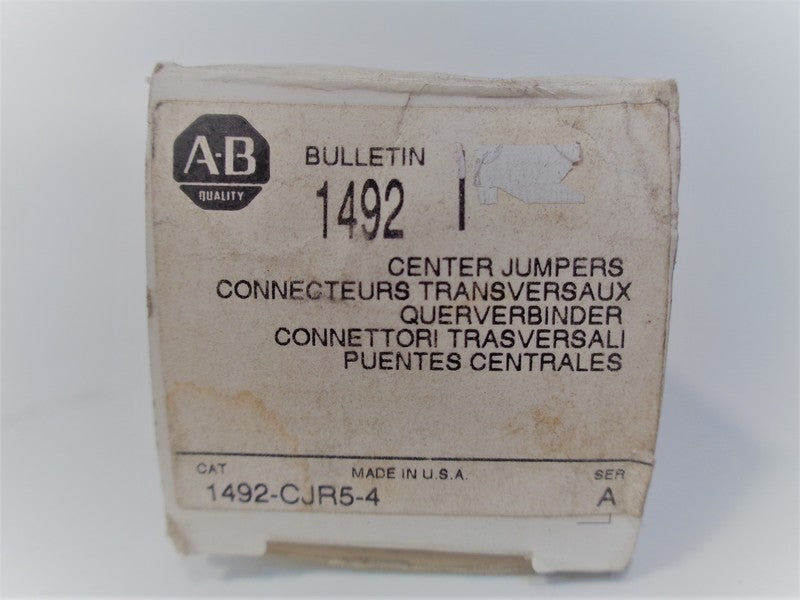 A-B
QUALITY
BULLETIN
1492
CENTER JUMPERS
CONNECTEURS TRANSVERSAUX
QUERVERBINDER
CONNETTORI TRASVERSALI
PUENTES CENTRALES
CAT MADE IN U.S.A. SER
1492-CJR5-4 A